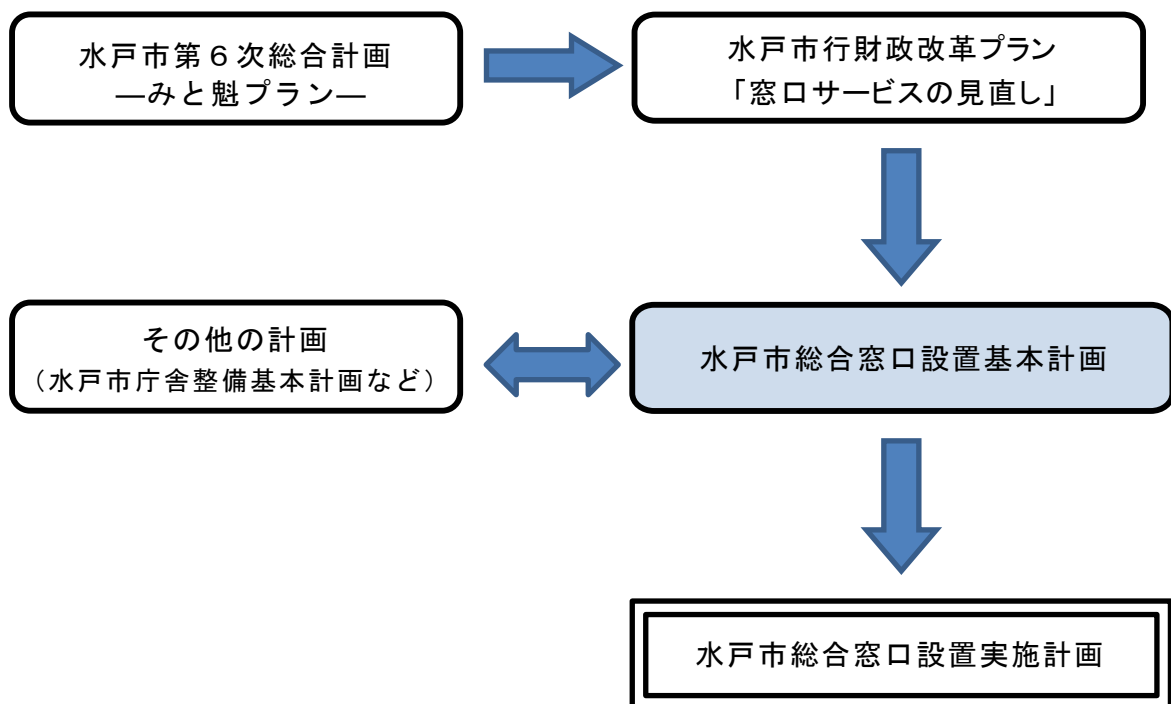 水戸市第６次総合計画
―みと魁プラン―
水戸市行財政改革プラン
「窓口サービスの見直し」
その他の計画
（水戸市庁舎整備基本計画など）
水戸市総合窓口設置基本計画
水戸市総合窓口設置実施計画